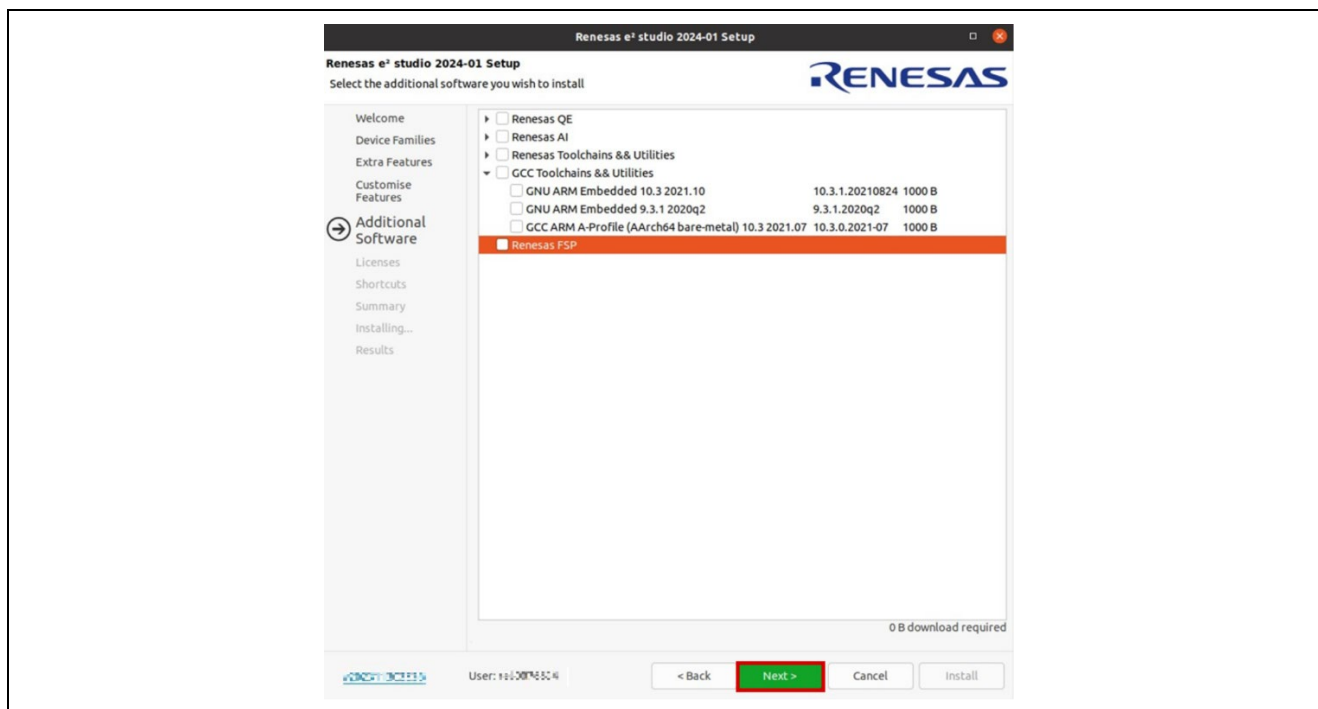 Renesas e² studio 2024-01 Setup
Renesas e² studio 2024-01 Setup
Select the additional software you wish to install
RENESAS
Welcome
Device Families
Extra Features
Customise
Features
Additional
Software
Licenses
Shortcuts
Summary
Installing...
Results
Renesas QE
Renesas AI
Renesas Toolchains && Utilities
GCC Toolchains && Utilities
GNU ARM Embedded 10.3 2021.10 10.3.1.20210824 1000 B
GNU ARM Embedded 9.3.1 2020q2 9.3.1.2020q2 1000 B
GCC ARM A-Profile (AArch64 bare-metal) 10.3 2021.07 10.3.0.2021-07 1000 B
Renesas FSP
0 B download required
User:
< Back
Next >
Cancel
Install